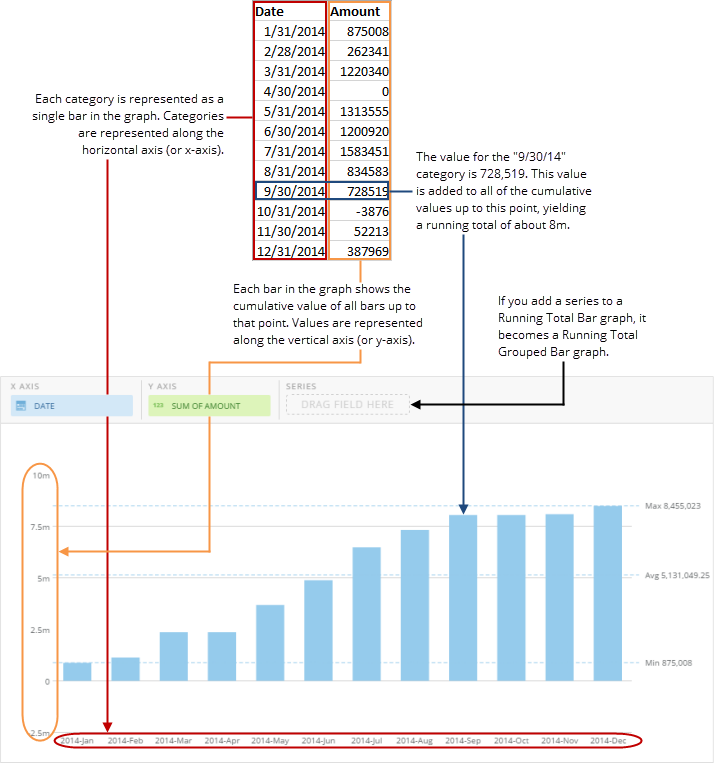 Date Amount
1/31/2014 875008
2/28/2014 262341
3/31/2014 1220340
4/30/2014 0
5/31/2014 1313555
6/30/2014 1200920
7/31/2014 1583451
8/31/2014 834583
9/30/2014 728519
10/31/2014 -3876
11/30/2014 52213
12/31/2014 387969
Each category is represented as a
single bar in the graph. Categories
are represented along the
horizontal axis (or x-axis).
The value for the "9/30/14"
category is 728,519. This value
is added to all of the cumulative
values up to this point, yielding
a running total of about 8m.
Each bar in the graph shows the
cumulative value of all bars up to
that point. Values are represented
along the vertical axis (or y-axis).
If you add a series to a
Running Total Bar graph, it
becomes a Running Total
Grouped Bar graph.
X AXIS
DATE
Y AXIS
123 SUM OF AMOUNT
SERIES
DRAG FIELD HERE
10m
7.5m
5m
2.5m
0
-2.5m
Max 8,455,023
Avg 5,131,049.25
Min 875,008
2014-Jan 2014-Feb 2014-Mar 2014-Apr 2014-May 2014-Jun 2014-Jul 2014-Aug 2014-Sep 2014-Oct 2014-Nov 2014-Dec